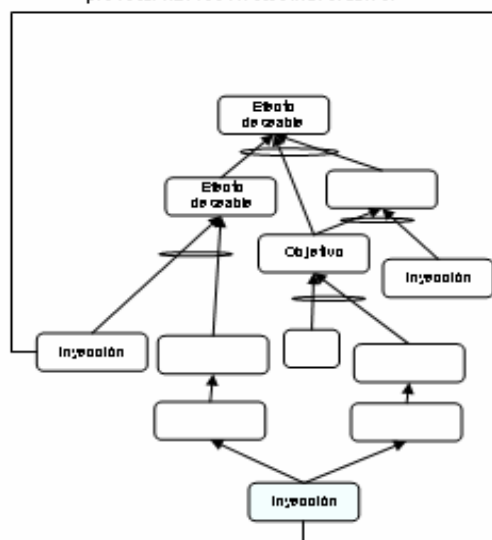 Efecto
deseable
Efecto
deseable
Objetivo
Inyección
Inyección
Inyección